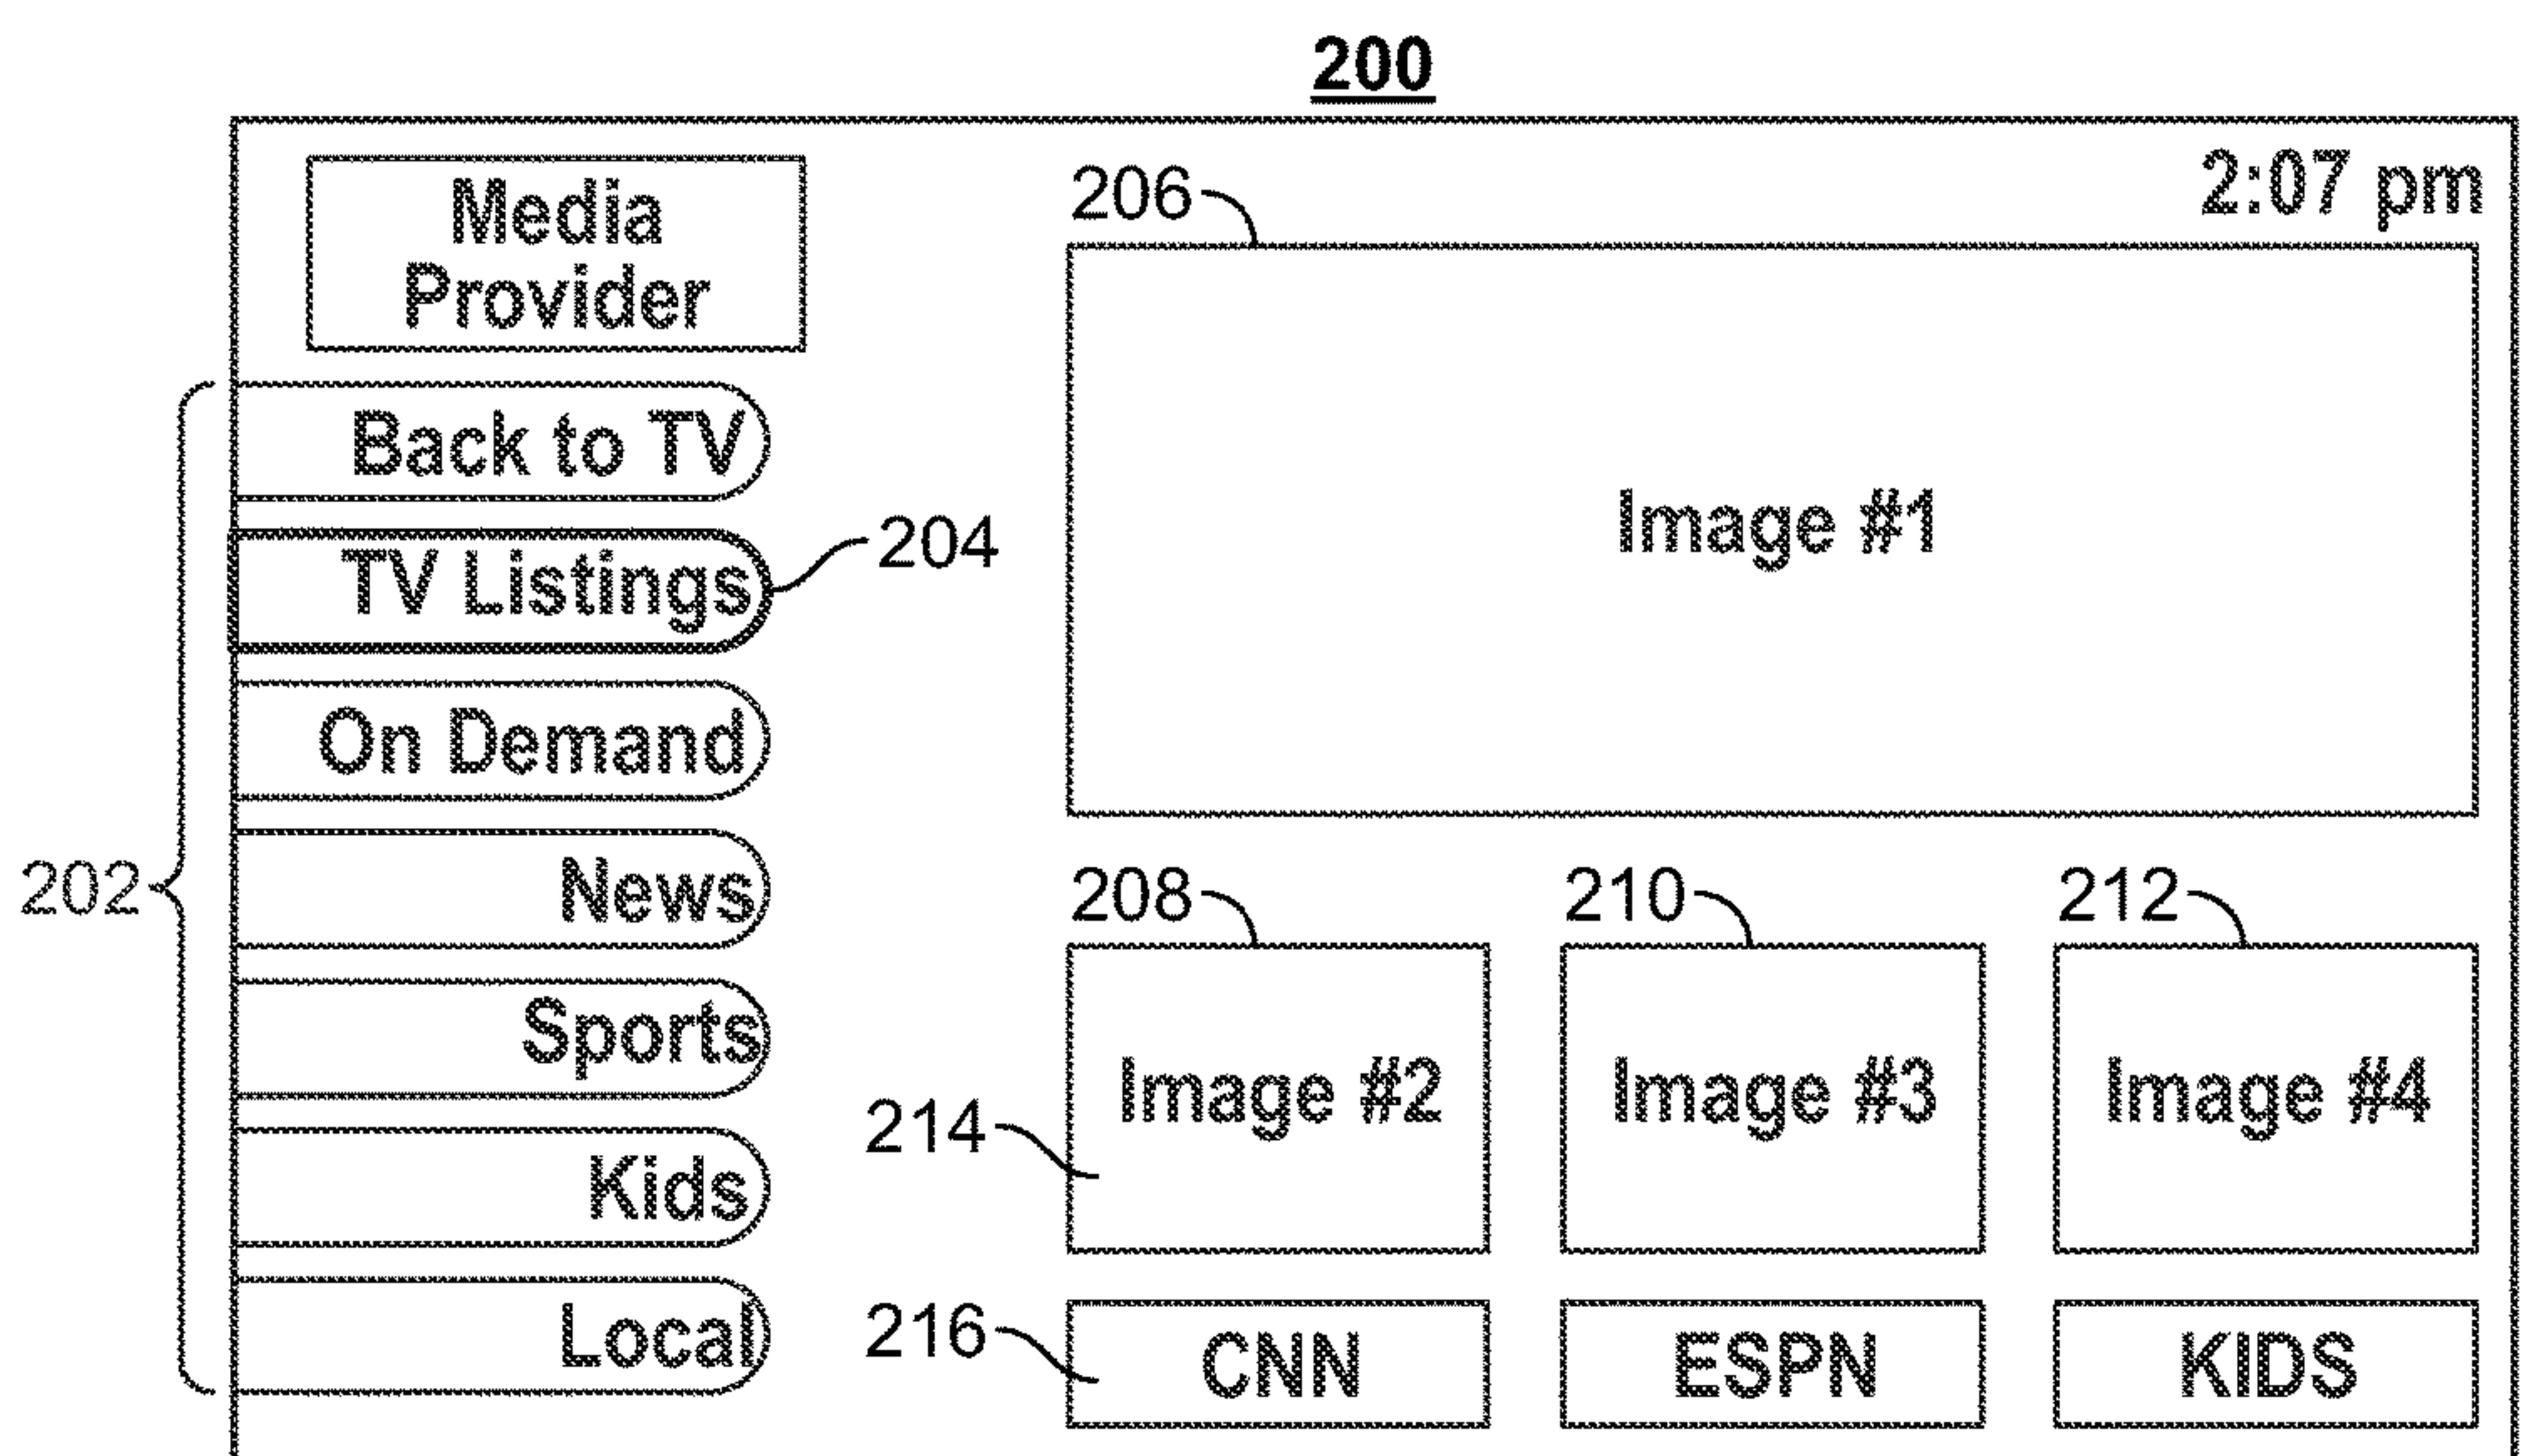 200
2:07 pm
Media
Provider
206
Back to TV
Image #1
204
TV Listings
On Demand
202
News
208
210
212
Sports
Image #2
Image #3
Image #4
214
Kids
216
Local
CNN
ESPN
KIDS